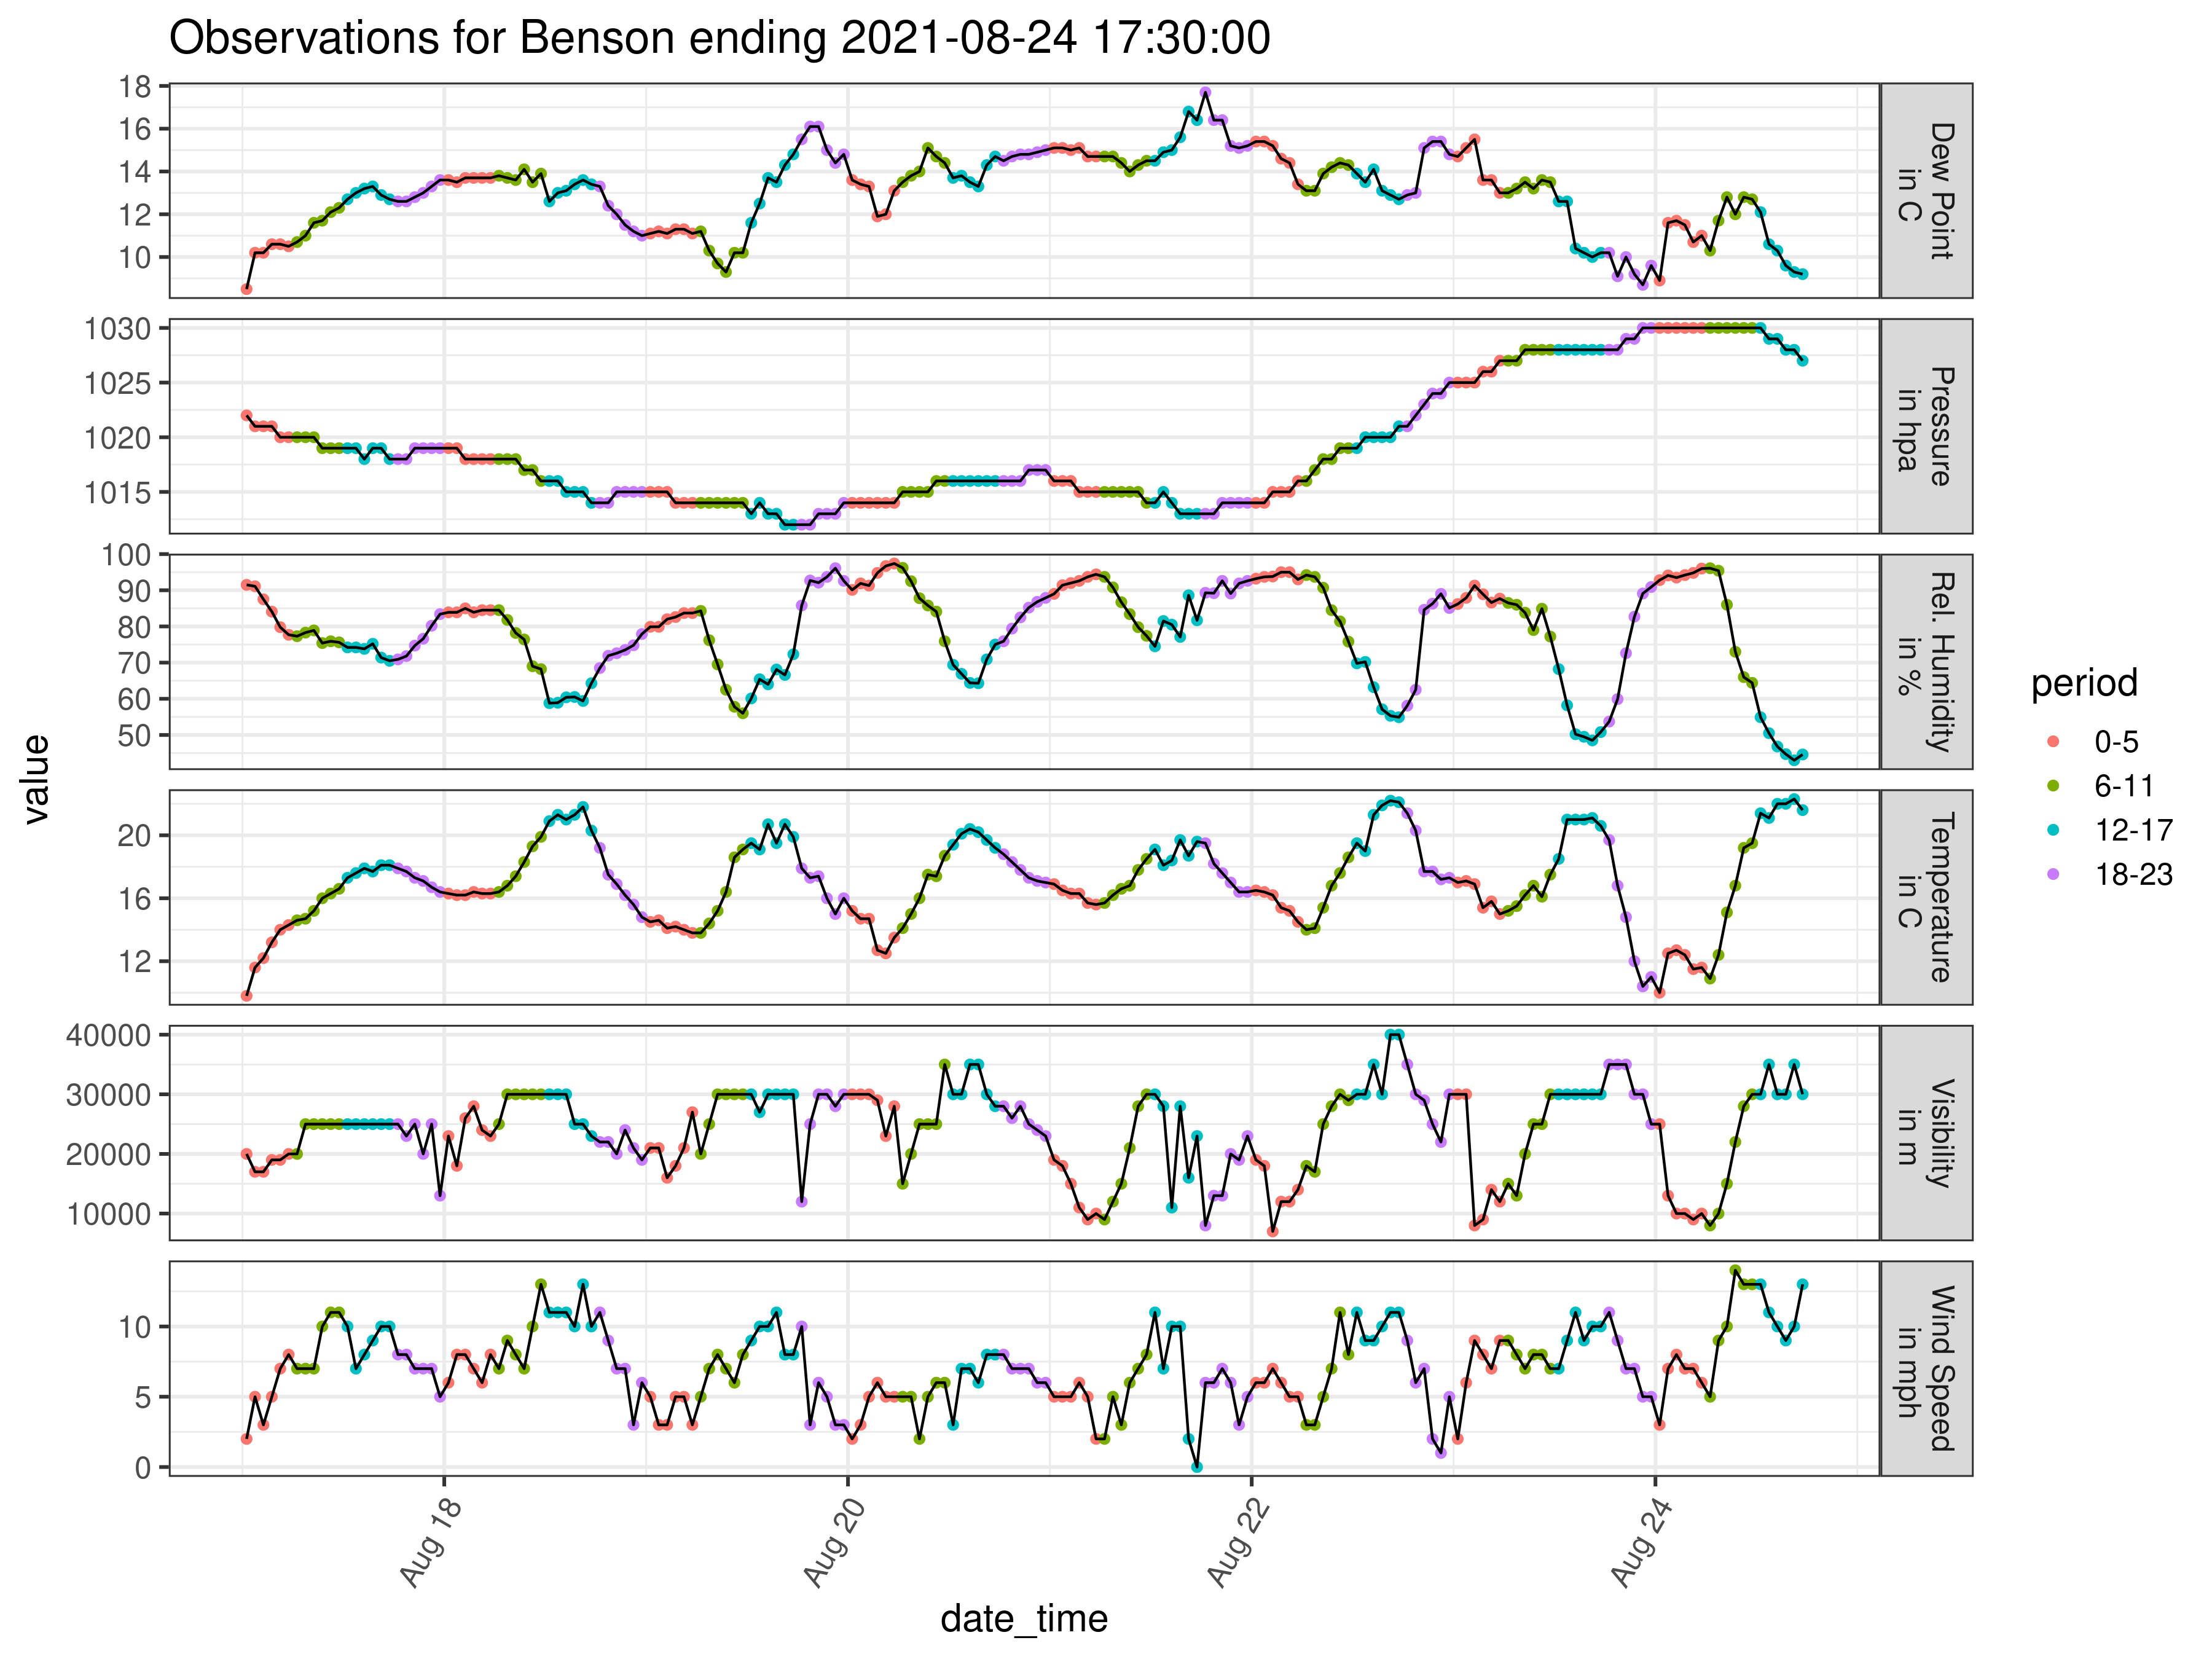 Observations for Benson ending 2021-08-24 17:30:00
18
16
14
12
10
Dew Point
in C
1030
1025
1020
1015
Pressure
in hpa
100
90
80
70
60
50
Rel. Humidity
in %
20
16
12
Temperature
in C
40000
30000
20000
10000
Visibility
in m
10
5
0
Wind Speed
in mph
value
Aug 18
Aug 20
Aug 22
Aug 24
date_time
period
0-5
6-11
12-17
18-23